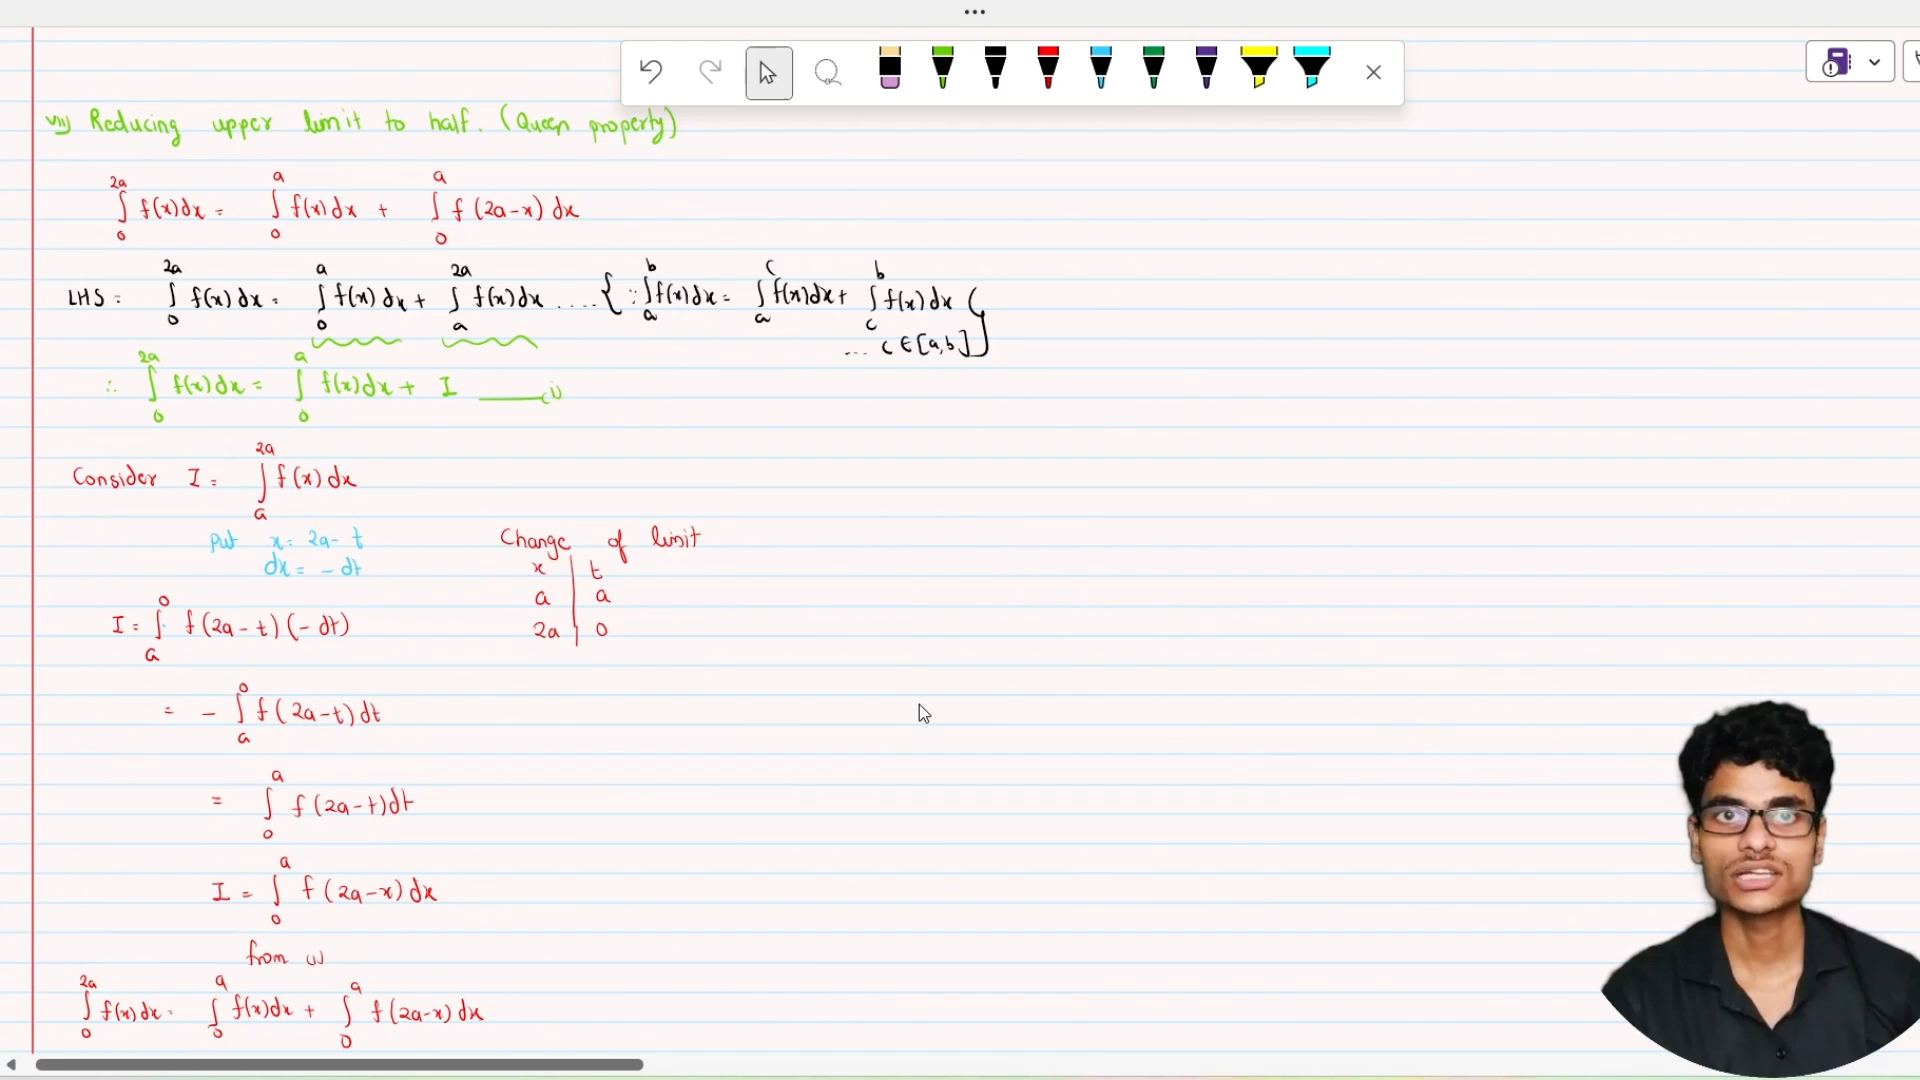 vii) Reducing upper limit to half. (Queen property)
∫₀²ᵃ f(x)dx = ∫₀ᵃ f(x)dx + ∫₀ᵃ f(2a-x) dx
LHS = ∫₀²ᵃ f(x)dx = ∫₀ᵃ f(x)dx + ∫ₐ²ᵃ f(x)dx .... { ∵ ∫ₐᵇ f(x)dx = ∫ₐᶜ f(x)dx + ∫_c^b f(x)dx
... c ∈ [a,b] }
∴ ∫₀²ᵃ f(x)dx = ∫₀ᵃ f(x)dx + I ——(i)
Consider I = ∫ₐ²ᵃ f(x)dx
Put x = 2a - t
dx = - dt
Change of limit
x | t
a | a
2a | 0
I = ∫ₐ⁰ f(2a-t)(-dt)
= - ∫ₐ⁰ f(2a-t)dt
= ∫₀ᵃ f(2a-t)dt
I = ∫₀ᵃ f(2a-x)dx
from (i)
∫₀²ᵃ f(x)dx = ∫₀ᵃ f(x)dx + ∫₀ᵃ f(2a-x)dx